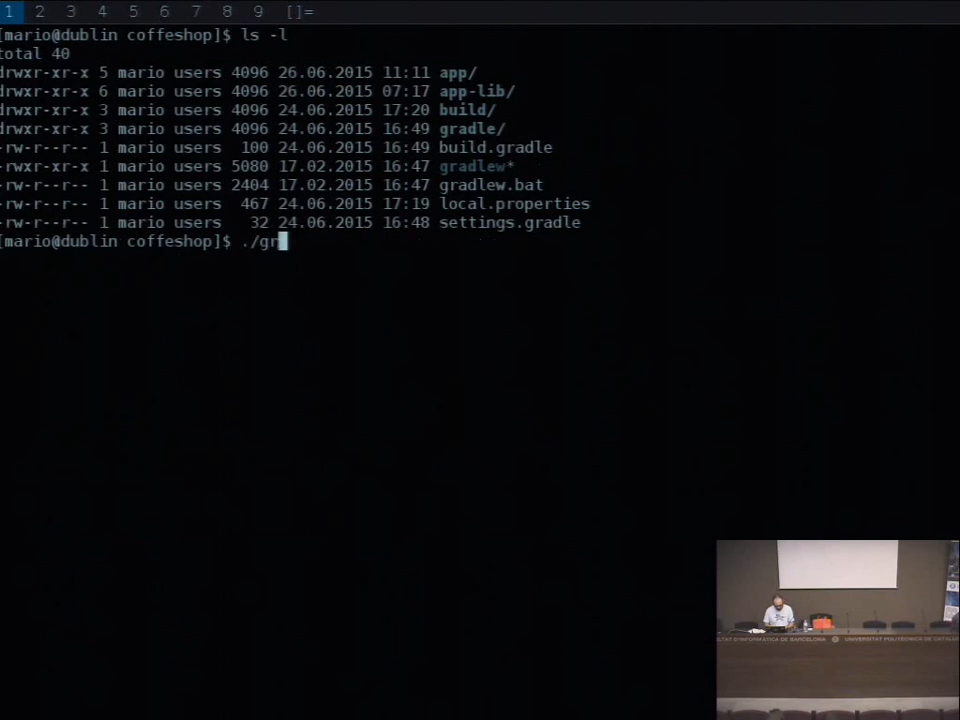 1 2 3 4 5 6 7 8 9 []=
[mario@dublin coffeshop]$ ls -l
total 40
drwxr-xr-x 5 mario users 4096 26.06.2015 11:11 app/
drwxr-xr-x 6 mario users 4096 26.06.2015 07:17 app-lib/
drwxr-xr-x 3 mario users 4096 24.06.2015 17:20 build/
drwxr-xr-x 3 mario users 4096 24.06.2015 16:49 gradle/
-rw-r--r-- 1 mario users  100 24.06.2015 16:49 build.gradle
-rwxr-xr-x 1 mario users 5080 17.02.2015 16:47 gradlew*
-rw-r--r-- 1 mario users 2404 17.02.2015 16:47 gradlew.bat
-rw-r--r-- 1 mario users  467 24.06.2015 17:19 local.properties
-rw-r--r-- 1 mario users   32 24.06.2015 16:48 settings.gradle
[mario@dublin coffeshop]$ ./gr
D'INFORMÀTICA DE BARCELONA UNIVERSITAT POLITÈCNICA DE